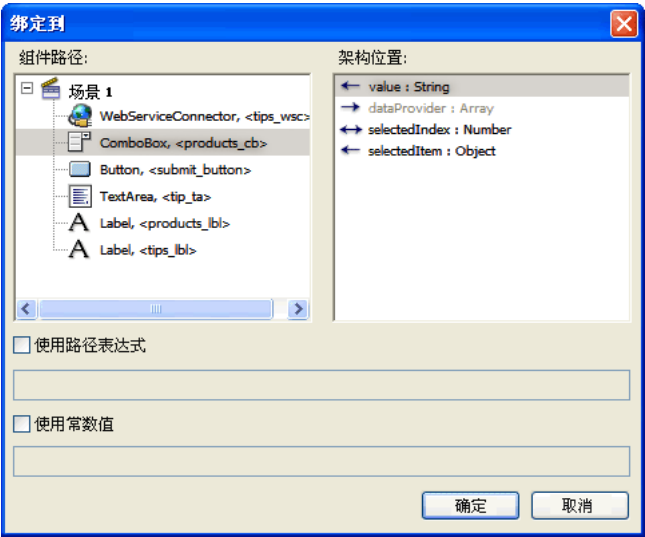 绑定到
组件路径:
场景 1
WebServiceConnector, <tips_wsc>
ComboBox, <products_cb>
Button, <submit_button>
TextArea, <tip_ta>
Label, <products_lbl>
Label, <tips_lbl>
架构位置:
value : String
dataProvider : Array
selectedIndex : Number
selectedItem : Object
使用路径表达式
使用常数值
确定
取消